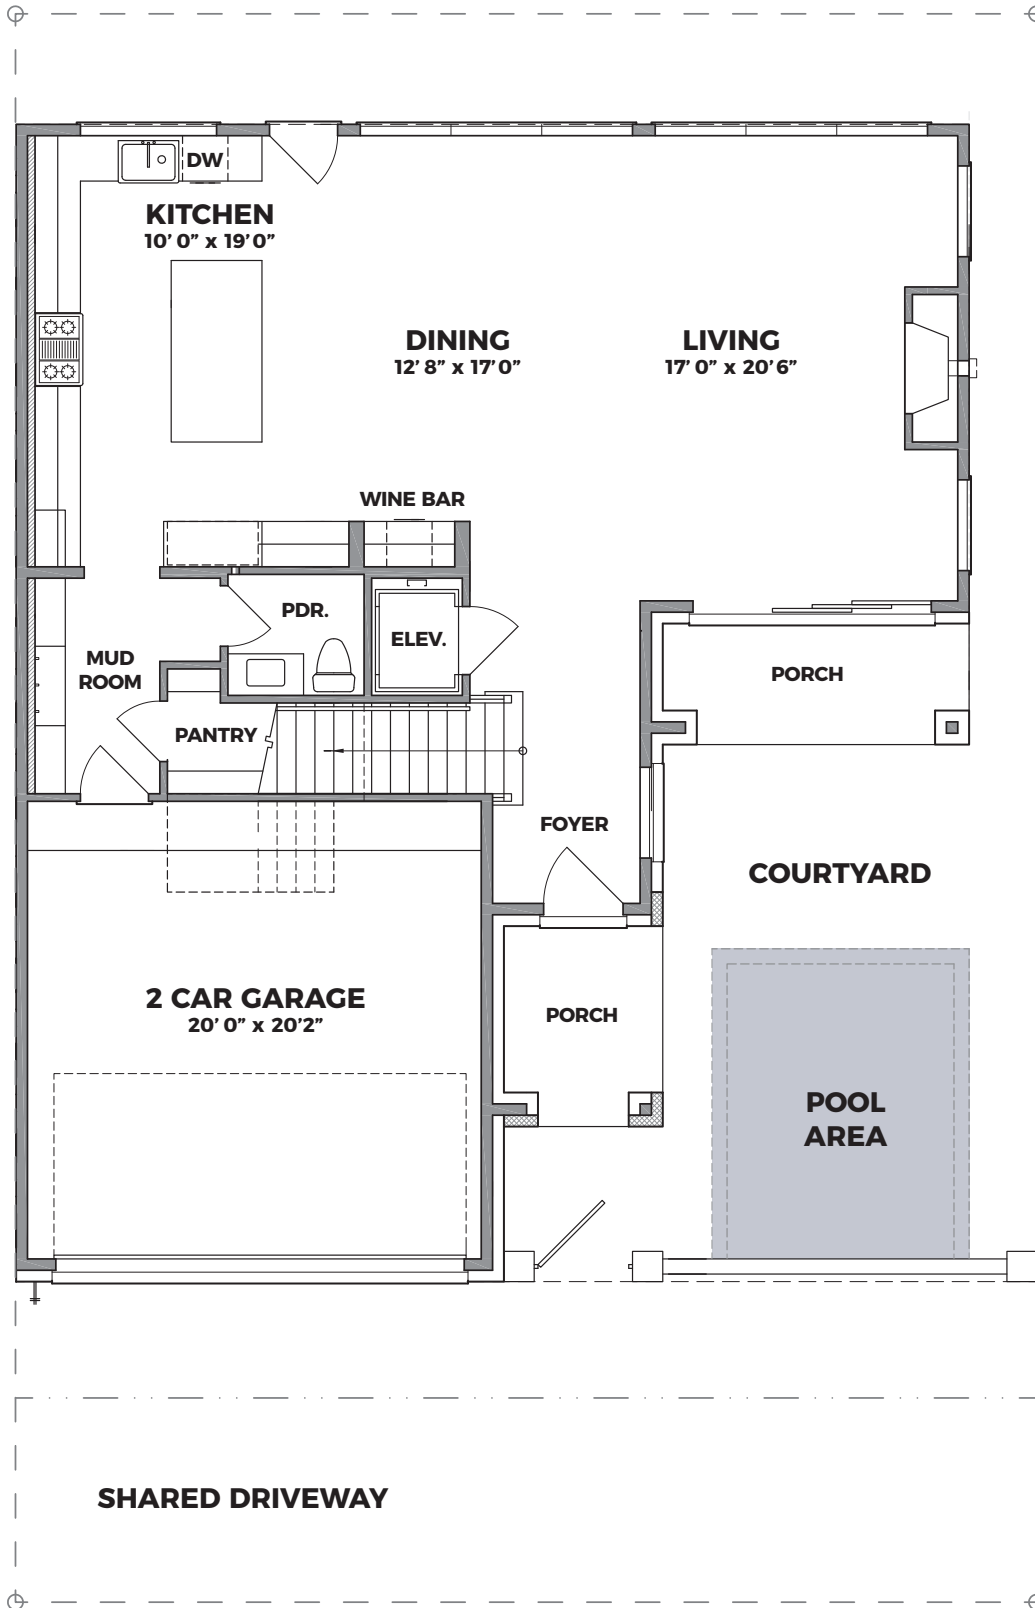 DW
KITCHEN
10’ 0” x 19’0”
DINING
12’ 8” x 17’0”
LIVING
17’ 0” x 20’6”
WINE BAR
PDR.
ELEV.
MUD
ROOM
PORCH
PANTRY
FOYER
COURTYARD
2 CAR GARAGE
20’ 0” x 20’2”
PORCH
POOL
AREA
SHARED DRIVEWAY